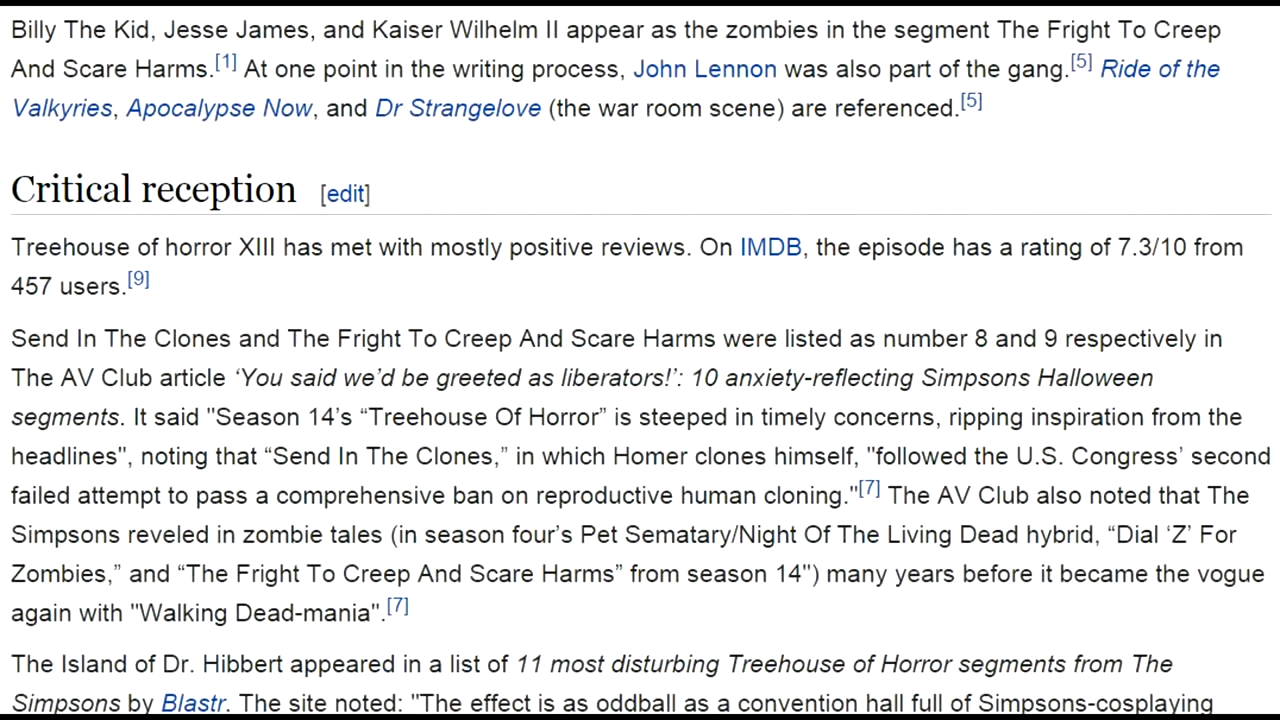 Billy The Kid, Jesse James, and Kaiser Wilhelm II appear as the zombies in the segment The Fright To Creep
And Scare Harms.[1] At one point in the writing process, John Lennon was also part of the gang.[5] Ride of the
Valkyries, Apocalypse Now, and Dr Strangelove (the war room scene) are referenced.[5]
Critical reception [edit]
Treehouse of horror XIII has met with mostly positive reviews. On IMDB, the episode has a rating of 7.3/10 from
457 users.[9]
Send In The Clones and The Fright To Creep And Scare Harms were listed as number 8 and 9 respectively in
The AV Club article ‘You said we’d be greeted as liberators!’: 10 anxiety-reflecting Simpsons Halloween
segments. It said "Season 14’s “Treehouse Of Horror” is steeped in timely concerns, ripping inspiration from the
headlines", noting that “Send In The Clones,” in which Homer clones himself, "followed the U.S. Congress’ second
failed attempt to pass a comprehensive ban on reproductive human cloning."[7] The AV Club also noted that The
Simpsons reveled in zombie tales (in season four’s Pet Sematary/Night Of The Living Dead hybrid, “Dial ‘Z’ For
Zombies,” and “The Fright To Creep And Scare Harms” from season 14") many years before it became the vogue
again with "Walking Dead-mania".[7]
The Island of Dr. Hibbert appeared in a list of 11 most disturbing Treehouse of Horror segments from The
Simpsons by Blastr. The site noted: "The effect is as oddball as a convention hall full of Simpsons-cosplaying